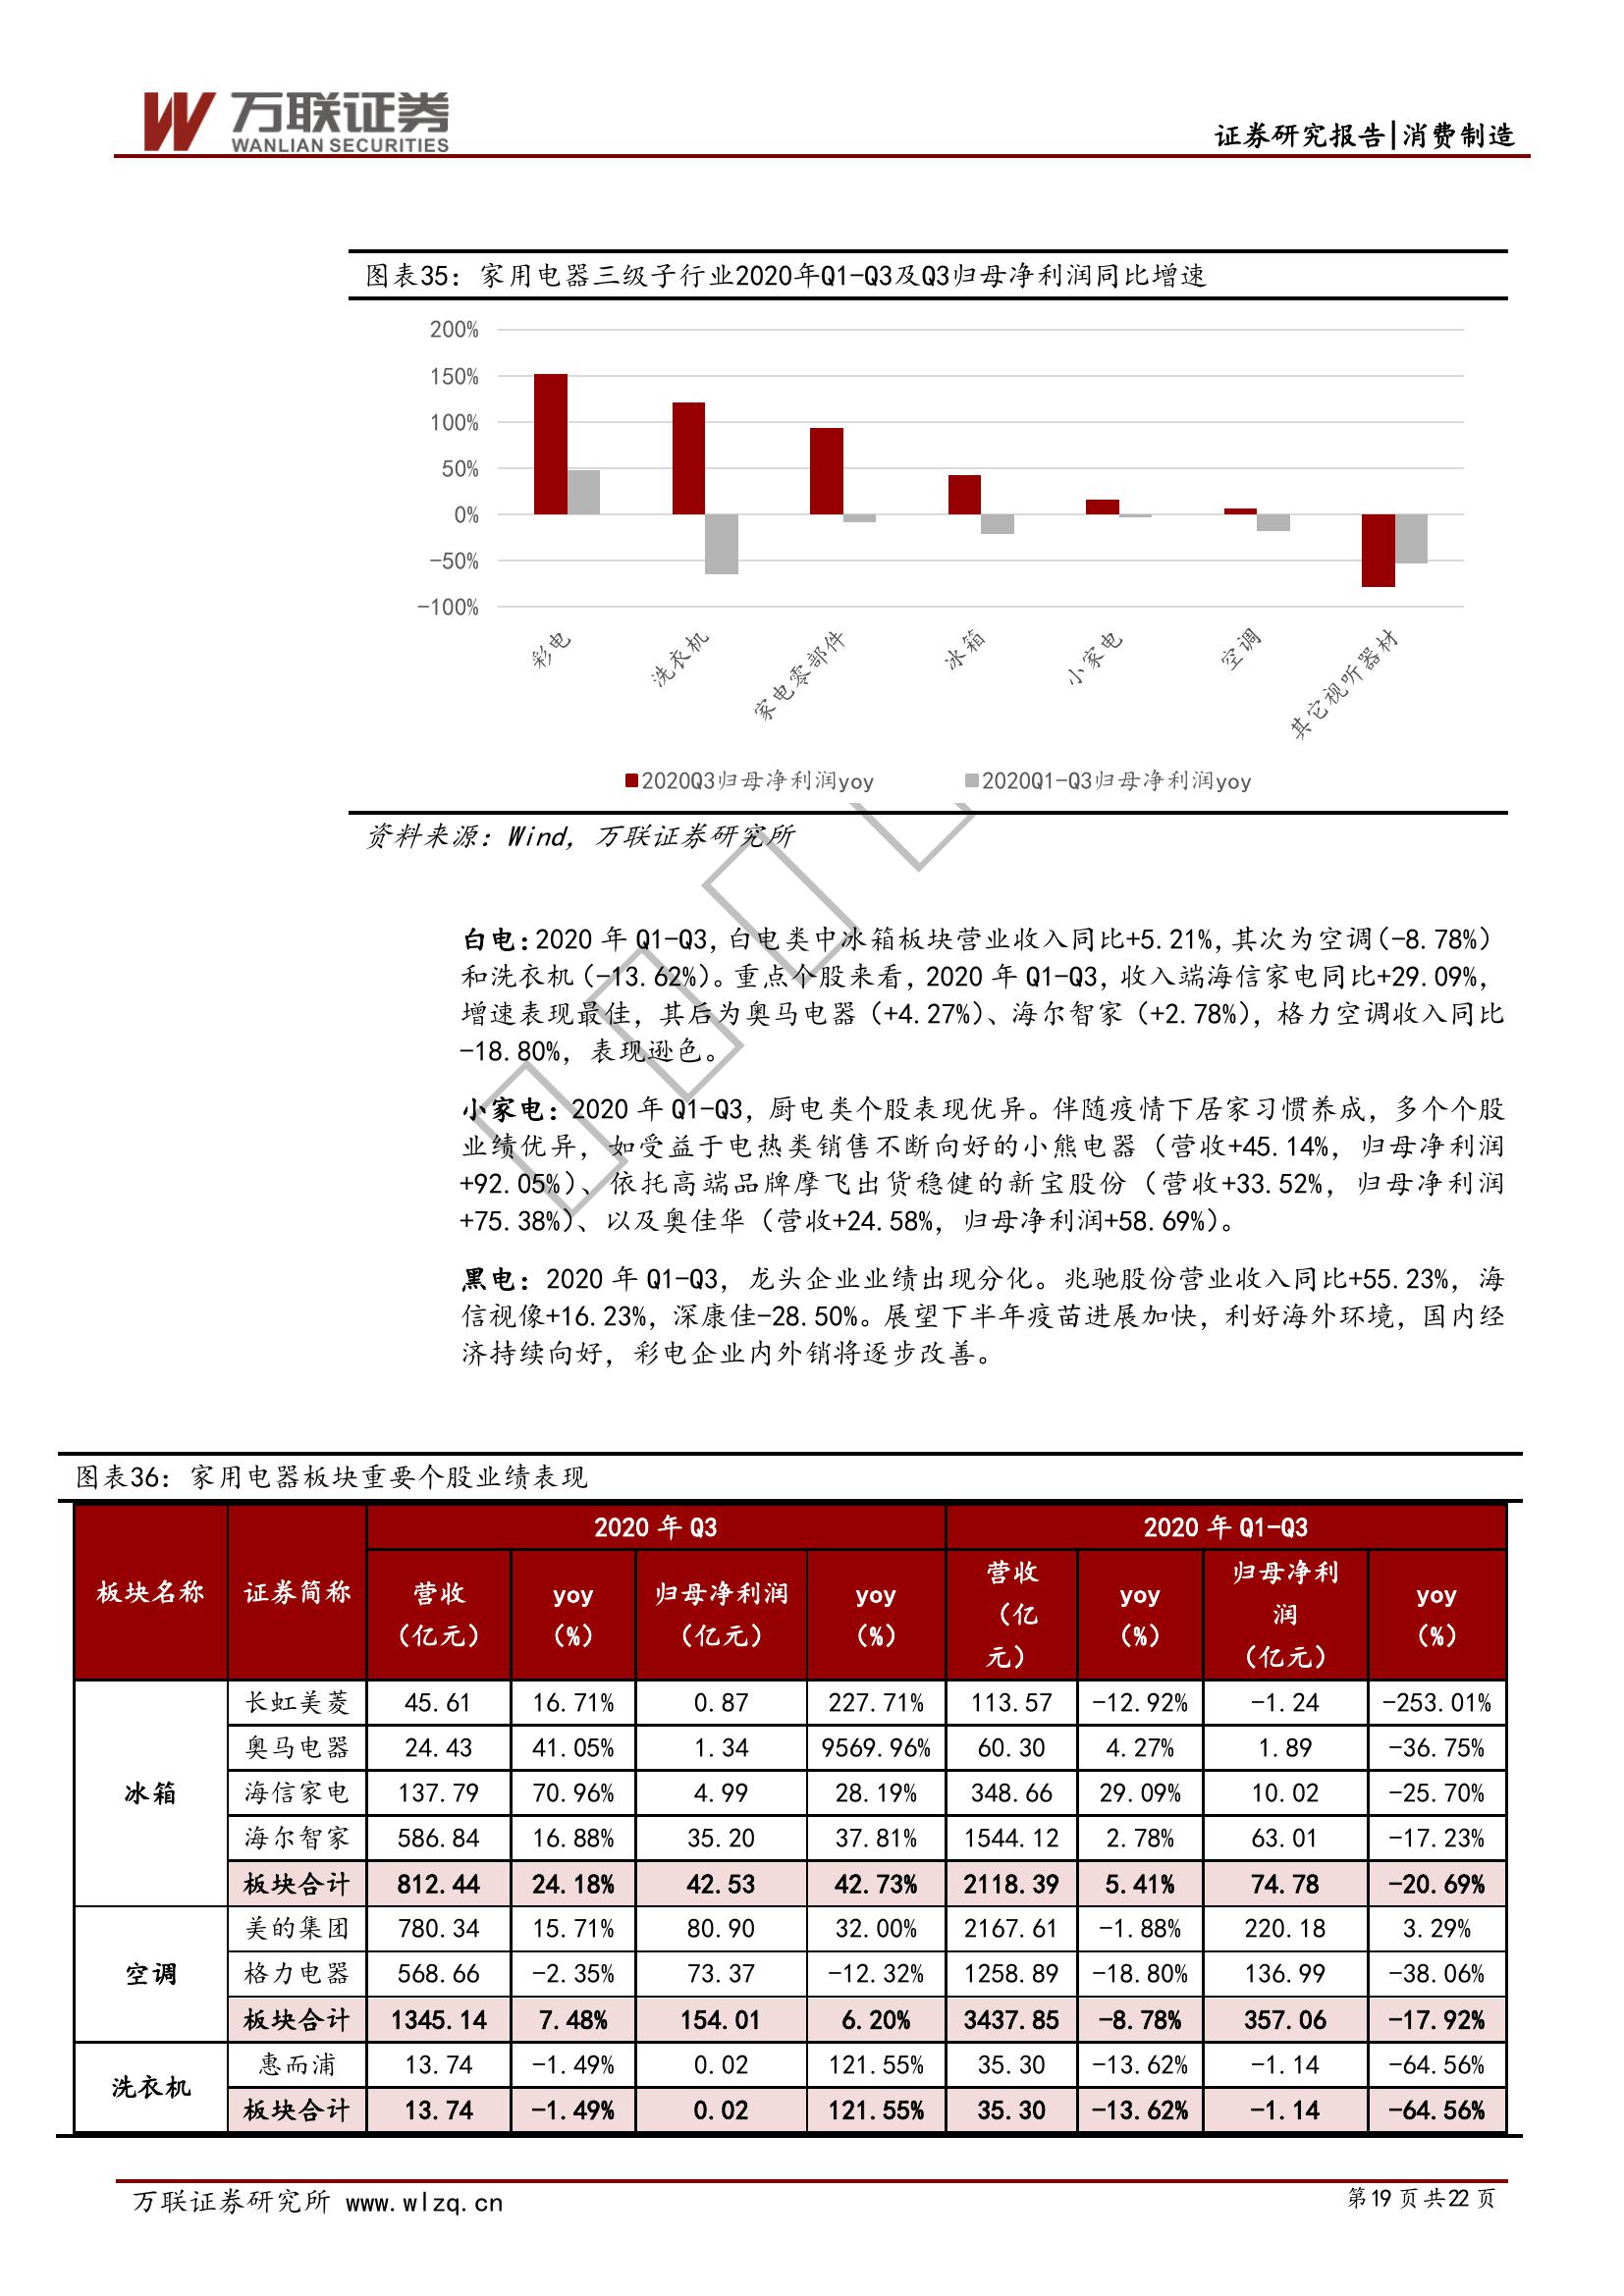 万联证券
WANLIAN SECURITIES
证券研究报告|消费制造
图表35：家用电器三级子行业2020年Q1-Q3及Q3归母净利润同比增速
200%
150%
100%
50%
0%
-50%
-100%
彩电
洗衣机
家电零部件
冰箱
小家电
空调
其它视听器材
2020Q3归母净利润yoy 2020Q1-Q3归母净利润yoy
资料来源：Wind，万联证券研究所
白电：2020 年 Q1-Q3，白电类中冰箱板块营业收入同比+5.21%，其次为空调（-8.78%）
和洗衣机（-13.62%）。重点个股来看，2020 年 Q1-Q3，收入端海信家电同比+29.09%，
增速表现最佳，其后为奥马电器（+4.27%）、海尔智家（+2.78%），格力空调收入同比
-18.80%，表现逊色。
小家电：2020 年 Q1-Q3，厨电类个股表现优异。伴随疫情下居家习惯养成，多个个股
业绩优异，如受益于电热类销售不断向好的小熊电器（营收+45.14%，归母净利润
+92.05%）、依托高端品牌摩飞出货稳健的新宝股份（营收+33.52%，归母净利润
+75.38%）、以及奥佳华（营收+24.58%，归母净利润+58.69%）。
黑电：2020 年 Q1-Q3，龙头企业业绩出现分化。兆驰股份营业收入同比+55.23%，海
信视像+16.23%，深康佳-28.50%。展望下半年疫苗进展加快，利好海外环境，国内经
济持续向好，彩电企业内外销将逐步改善。
图表36：家用电器板块重要个股业绩表现
板块名称 证券简称 2020 年 Q3 2020 年 Q1-Q3
营收（亿元） yoy（%） 归母净利润（亿元） yoy（%） 营收（亿元） yoy（%） 归母净利润（亿元） yoy（%）
冰箱 长虹美菱 45.61 16.71% 0.87 227.71% 113.57 -12.92% -1.24 -253.01%
奥马电器 24.43 41.05% 1.34 9569.96% 60.30 4.27% 1.89 -36.75%
海信家电 137.79 70.96% 4.99 28.19% 348.66 29.09% 10.02 -25.70%
海尔智家 586.84 16.88% 35.20 37.81% 1544.12 2.78% 63.01 -17.23%
板块合计 812.44 24.18% 42.53 42.73% 2118.39 5.41% 74.78 -20.69%
空调 美的集团 780.34 15.71% 80.90 32.00% 2167.61 -1.88% 220.18 3.29%
格力电器 568.66 -2.35% 73.37 -12.32% 1258.89 -18.80% 136.99 -38.06%
板块合计 1345.14 7.48% 154.01 6.20% 3437.85 -8.78% 357.06 -17.92%
洗衣机 惠而浦 13.74 -1.49% 0.02 121.55% 35.30 -13.62% -1.14 -64.56%
板块合计 13.74 -1.49% 0.02 121.55% 35.30 -13.62% -1.14 -64.56%
万联证券研究所 www.wlzq.cn
第 19 页 共 22 页